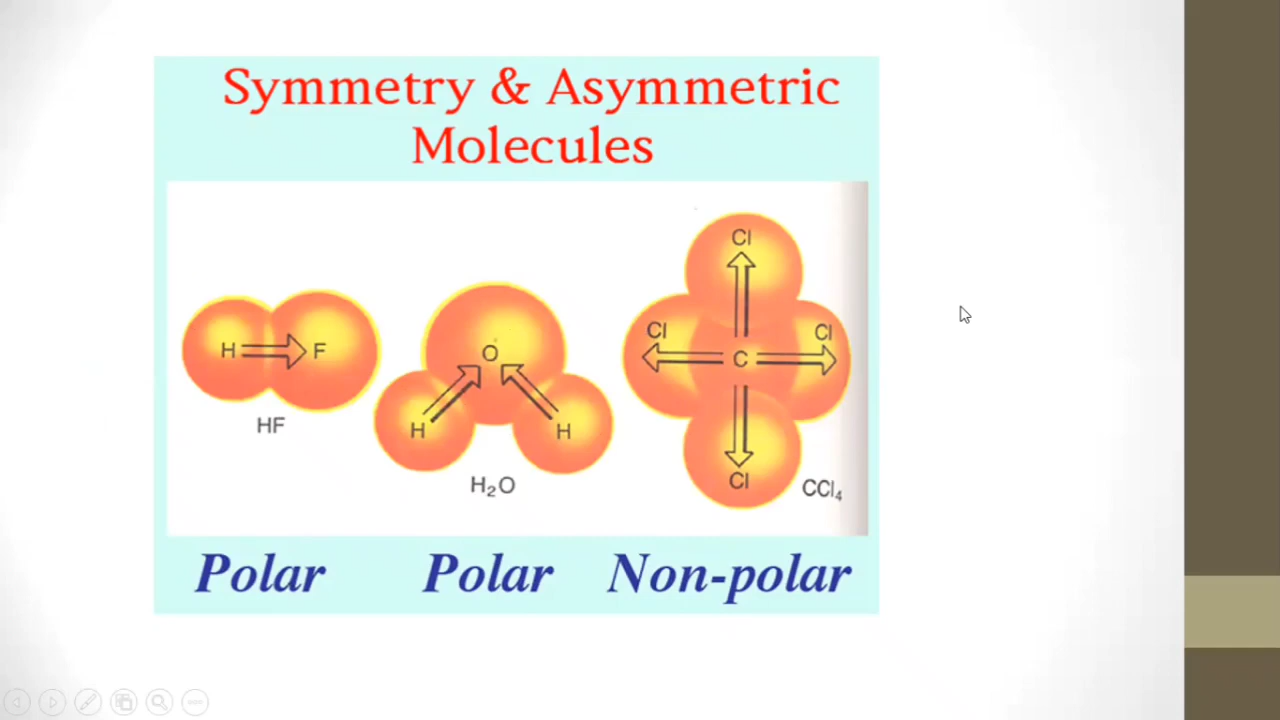 Symmetry & Asymmetric
Molecules
H F
HF
O
H H
H₂O
Cl
Cl C Cl
Cl
CCl₄
Polar Polar Non-polar